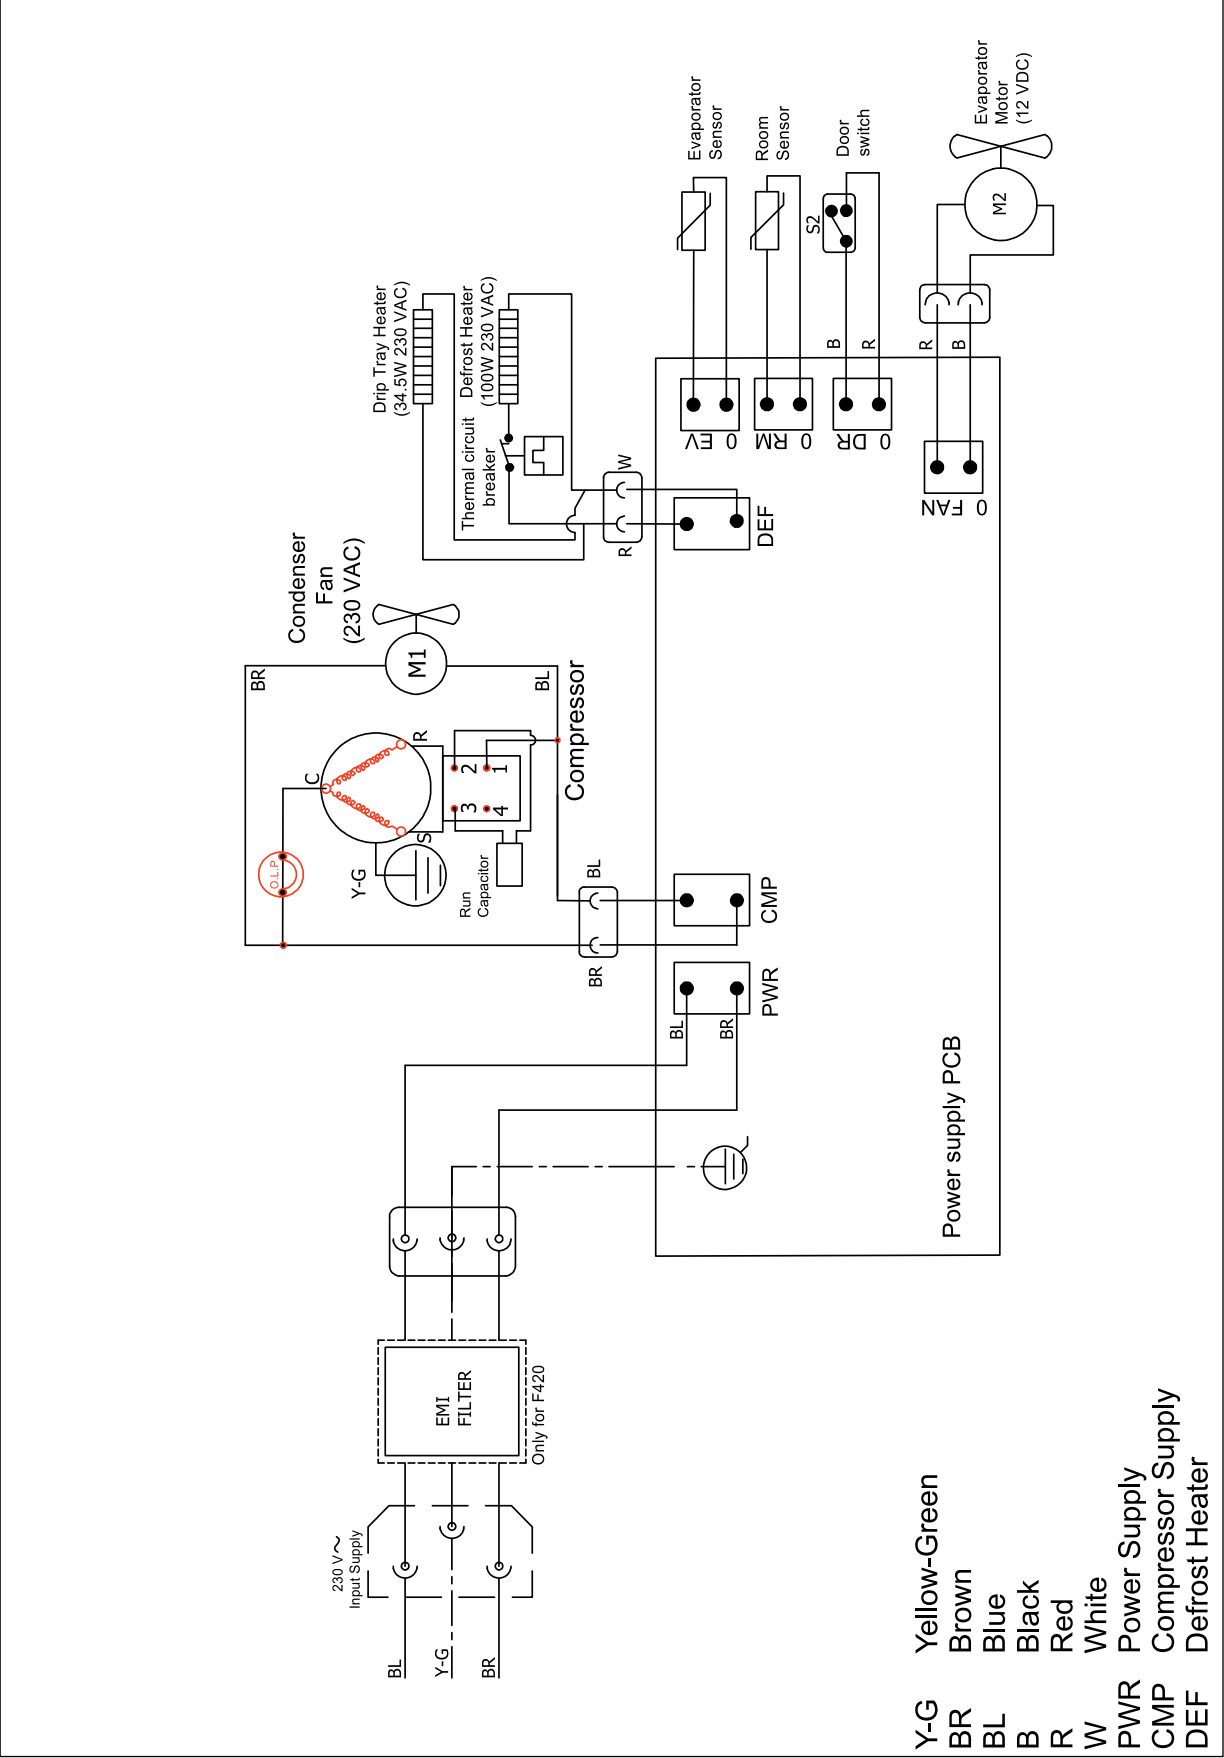 230 V~
Input Supply
BL
Y-G
BR
EMI
FILTER
Only for F420
BL
BR
PWR
Power supply PCB
BR
BL
CMP
Condenser
Fan
(230 VAC)
M1
BR
BL
O.L.P
C
R
S
Y-G
2
1
3
4
Run
Capacitor
Compressor
Drip Tray Heater
(34.5W 230 VAC)
Defrost Heater
(100W 230 VAC)
Thermal circuit
breaker
W
R
DEF
Evaporator
Sensor
Room
Sensor
Door
switch
S2
B
R
0 EV
0 RM
0 DR
R
B
0 FAN
M2
Evaporator
Motor
(12 VDC)
Y-G Yellow-Green
BR Brown
BL Blue
B Black
R Red
W White
PWR Power Supply
CMP Compressor Supply
DEF Defrost Heater